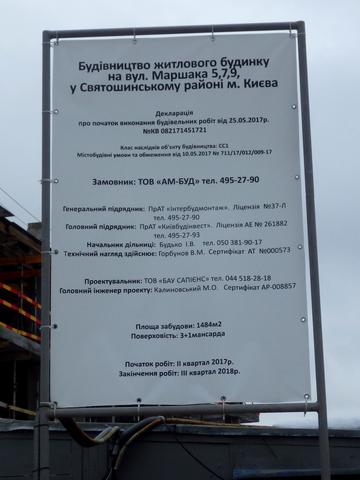 Будівництво житлового будинку
на вул. Маршака 5,7,9,
у Святошинському районі м. Києва
Декларація
про початок виконання будівельних робіт від 25.05.2017р.
№КВ 082171451721
Клас наслідків об'єкту будівництва: СС1
Містобудівні умови та обмеження від 10.05.2017 № 711/17/012/009-17
Замовник: ТОВ «АМ-БУД» тел. 495-27-90
Генеральний підрядник: ПрАТ «Інтербудмонтаж». Ліцензія №37-Л
тел. 495-27-90
Головний підрядник: ПрАТ «Київбудінвест». Ліцензія АЕ № 261882
тел. 495-27-93
Начальник дільниці: Будько І.В. тел. 050 381-90-17
Технічний нагляд здійснює: Горбунов В.М. Сертифікат АТ №000573
Проектувальник: ТОВ «БАУ САПІЄНС» тел. 044 518-28-18
Головний інженер проекту: Калиновський М.О. Сертифікат АР-008857
Площа забудови: 1484м2
Поверховість: 3+1мансарда
Початок робіт: ІІ квартал 2017р.
Закінчення робіт: ІІІ квартал 2018р.